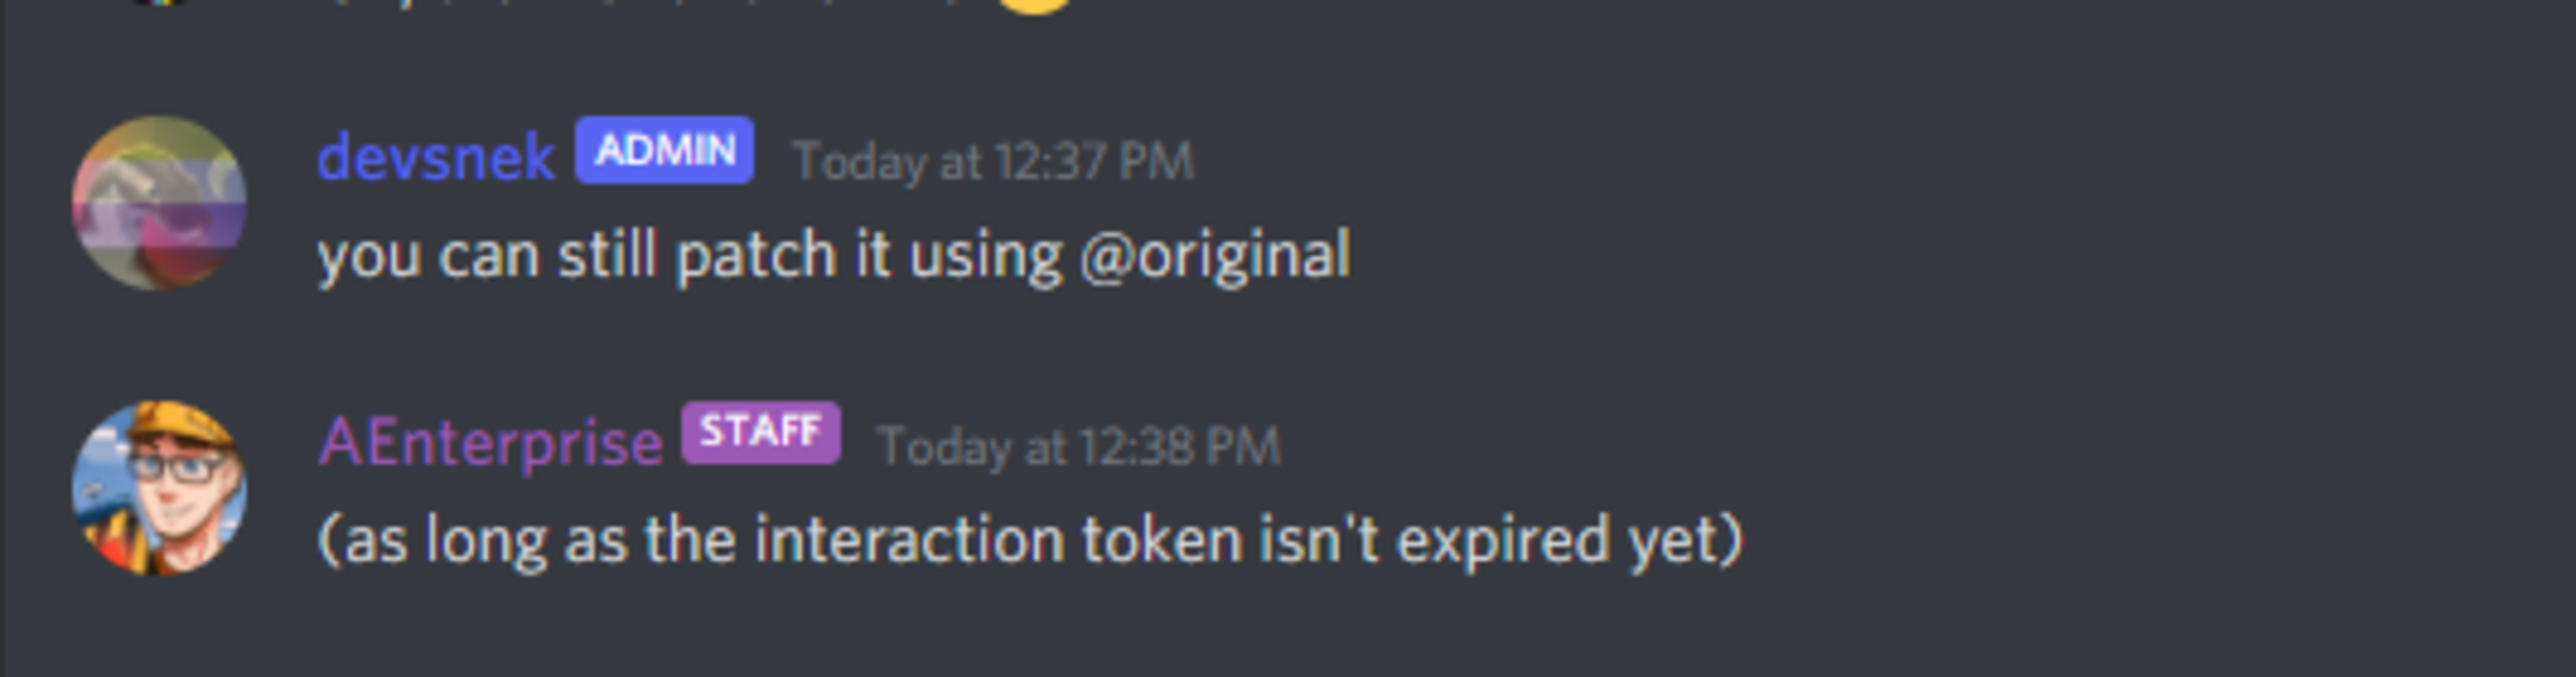 devsnek ADMIN Today at 12:37 PM
you can still patch it using @original
AEnterprise STAFF Today at 12:38 PM
(as long as the interaction token isn't expired yet)